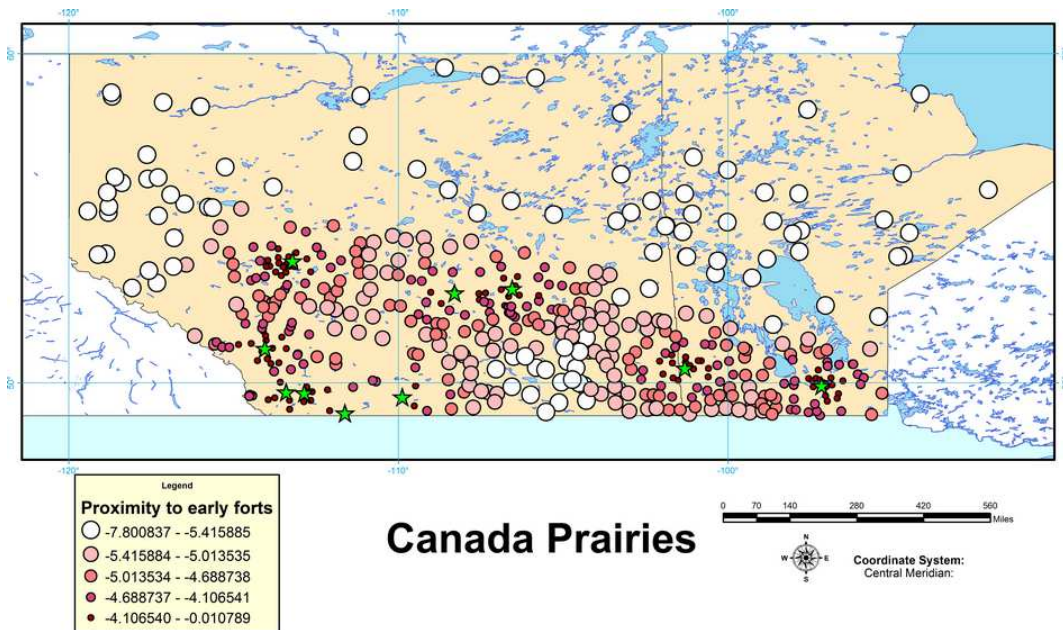 -120°
-110°
-100°
60°
60°
50°
50°
-120°
-110°
-100°
Legend
Proximity to early forts
-7.800837 - -5.415885
-5.415884 - -5.013535
-5.013534 - -4.688738
-4.688737 - -4.106541
-4.106540 - -0.010789
Canada Prairies
0 70 140 280 420 560
Miles
N
W E
S
Coordinate System:
Central Meridian: